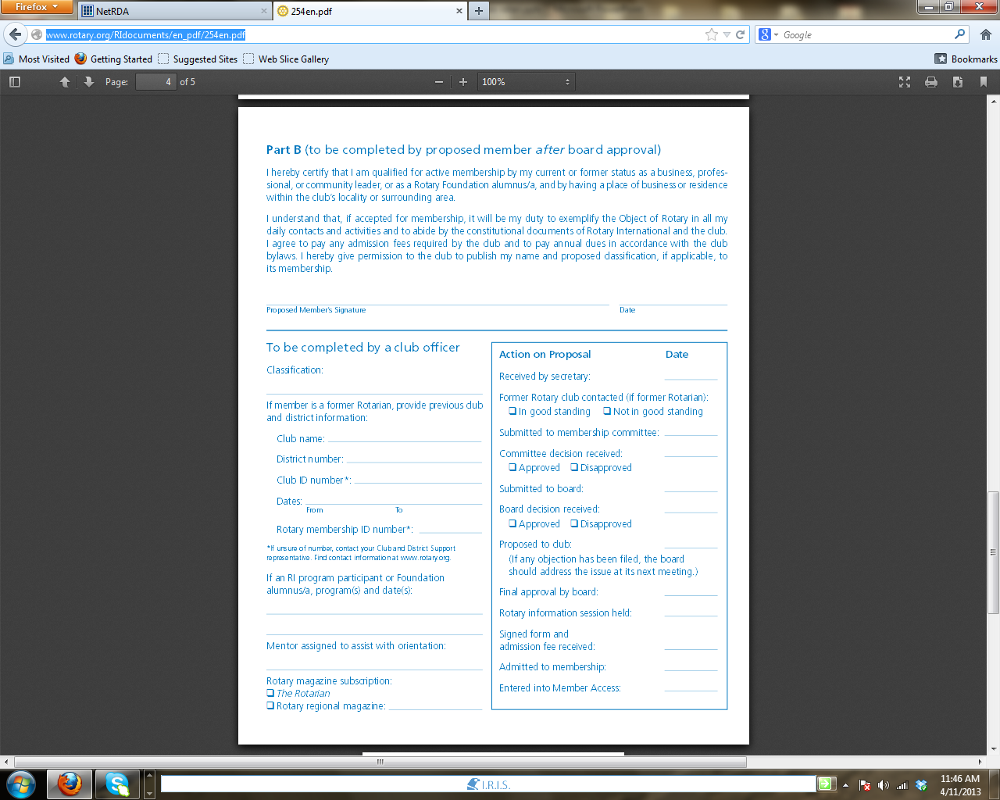 Firefox
NetRDA
254en.pdf
www.rotary.org/RIdocuments/en_pdf/254en.pdf
Google
Most Visited
Getting Started
Suggested Sites
Web Slice Gallery
Bookmarks
Page: 4 of 5
100%
Part B (to be completed by proposed member after board approval)
I hereby certify that I am qualified for active membership by my current or former status as a business, profes-
sional, or community leader, or as a Rotary Foundation alumnus/a, and by having a place of business or residence
within the club's locality or surrounding area.
I understand that, if accepted for membership, it will be my duty to exemplify the Object of Rotary in all my
daily contacts and activities and to abide by the constitutional documents of Rotary International and the club.
I agree to pay any admission fees required by the club and to pay annual dues in accordance with the club
bylaws. I hereby give permission to the club to publish my name and proposed classification, if applicable, to
its membership.
Proposed Member's Signature
Date
To be completed by a club officer
Classification:
If member is a former Rotarian, provide previous club
and district information:
Club name:
District number:
Club ID number*:
Dates:
From To
Rotary membership ID number*:
*If unsure of number, contact your Club and District Support
representative. Find contact information at www.rotary.org.
If an RI program participant or Foundation
alumnus/a, program(s) and date(s):
Mentor assigned to assist with orientation:
Rotary magazine subscription:
The Rotarian
Rotary regional magazine:
Action on Proposal Date
Received by secretary:
Former Rotary club contacted (if former Rotarian):
In good standing Not in good standing
Submitted to membership committee:
Committee decision received:
Approved Disapproved
Submitted to board:
Board decision received:
Approved Disapproved
Proposed to club:
(If any objection has been filed, the board
should address the issue at its next meeting.)
Final approval by board:
Rotary information session held:
Signed form and
admission fee received:
Admitted to membership:
Entered into Member Access:
I.R.I.S.
11:46 AM
4/11/2013